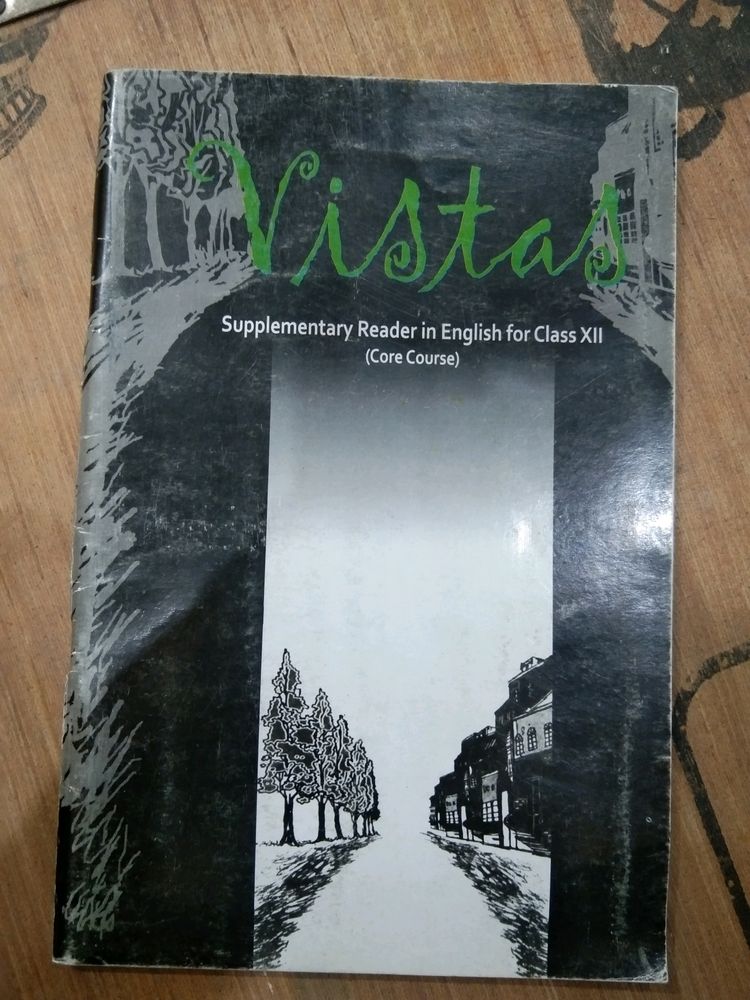 Vistas
Supplementary Reader in English for Class XII
(Core Course)